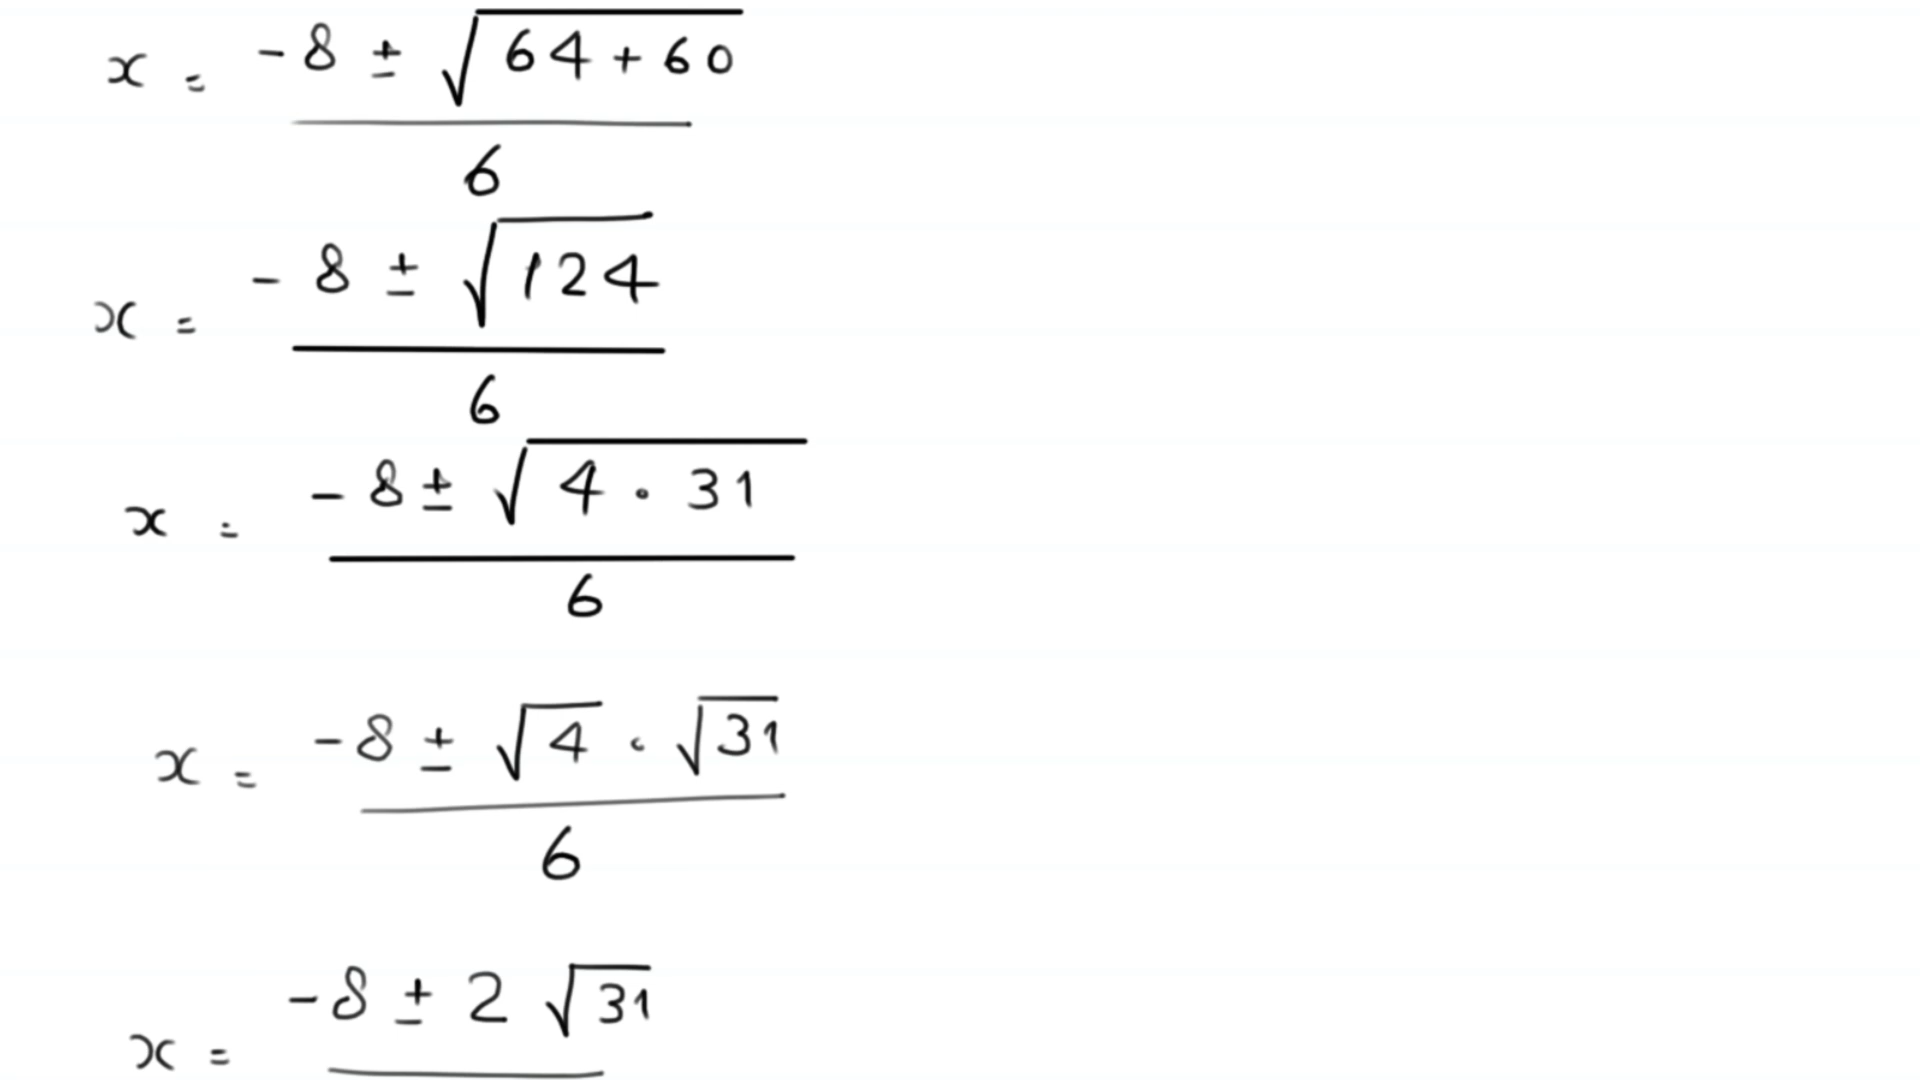 x = (-8 ± √(64+60)) / 6
x = (-8 ± √124) / 6
x = (-8 ± √(4 · 31)) / 6
x = (-8 ± √4 · √31) / 6
x = -8 ± 2 √31